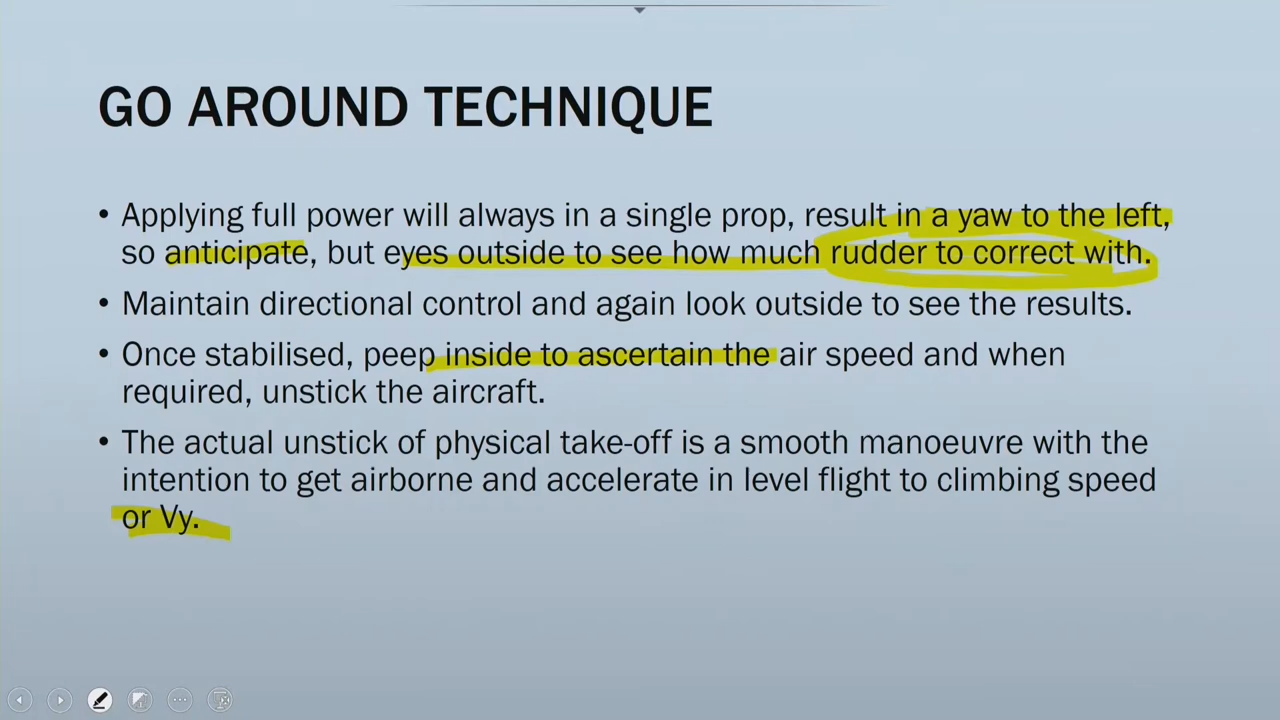 GO AROUND TECHNIQUE
• Applying full power will always in a single prop, result in a yaw to the left,
so anticipate, but eyes outside to see how much rudder to correct with.
• Maintain directional control and again look outside to see the results.
• Once stabilised, peep inside to ascertain the air speed and when
required, unstick the aircraft.
• The actual unstick of physical take-off is a smooth manoeuvre with the
intention to get airborne and accelerate in level flight to climbing speed
or Vy.